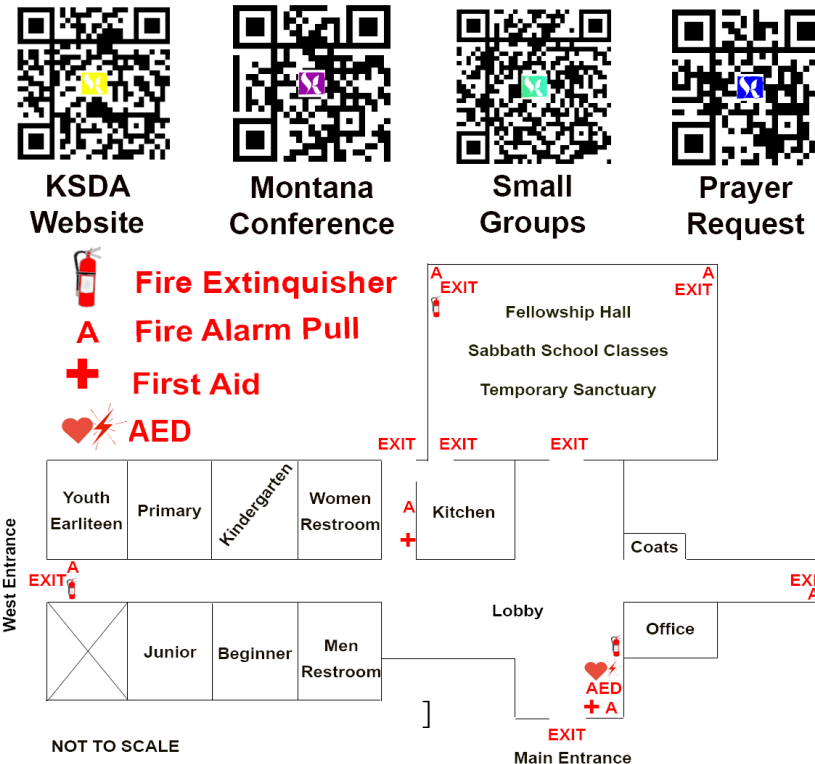 KSDA
Website
Montana
Conference
Small
Groups
Prayer
Request
Fire Extinquisher
A Fire Alarm Pull
First Aid
AED
A
EXIT
A
EXIT
Fellowship Hall
Sabbath School Classes
Temporary Sanctuary
EXIT
EXIT
EXIT
Youth
Earliteen
Primary
Kindergarten
Women
Restroom
A
Kitchen
Coats
West Entrance
A
EXIT
EXI
A
Lobby
Office
Junior
Beginner
Men
Restroom
AED
A
]
EXIT
NOT TO SCALE
Main Entrance